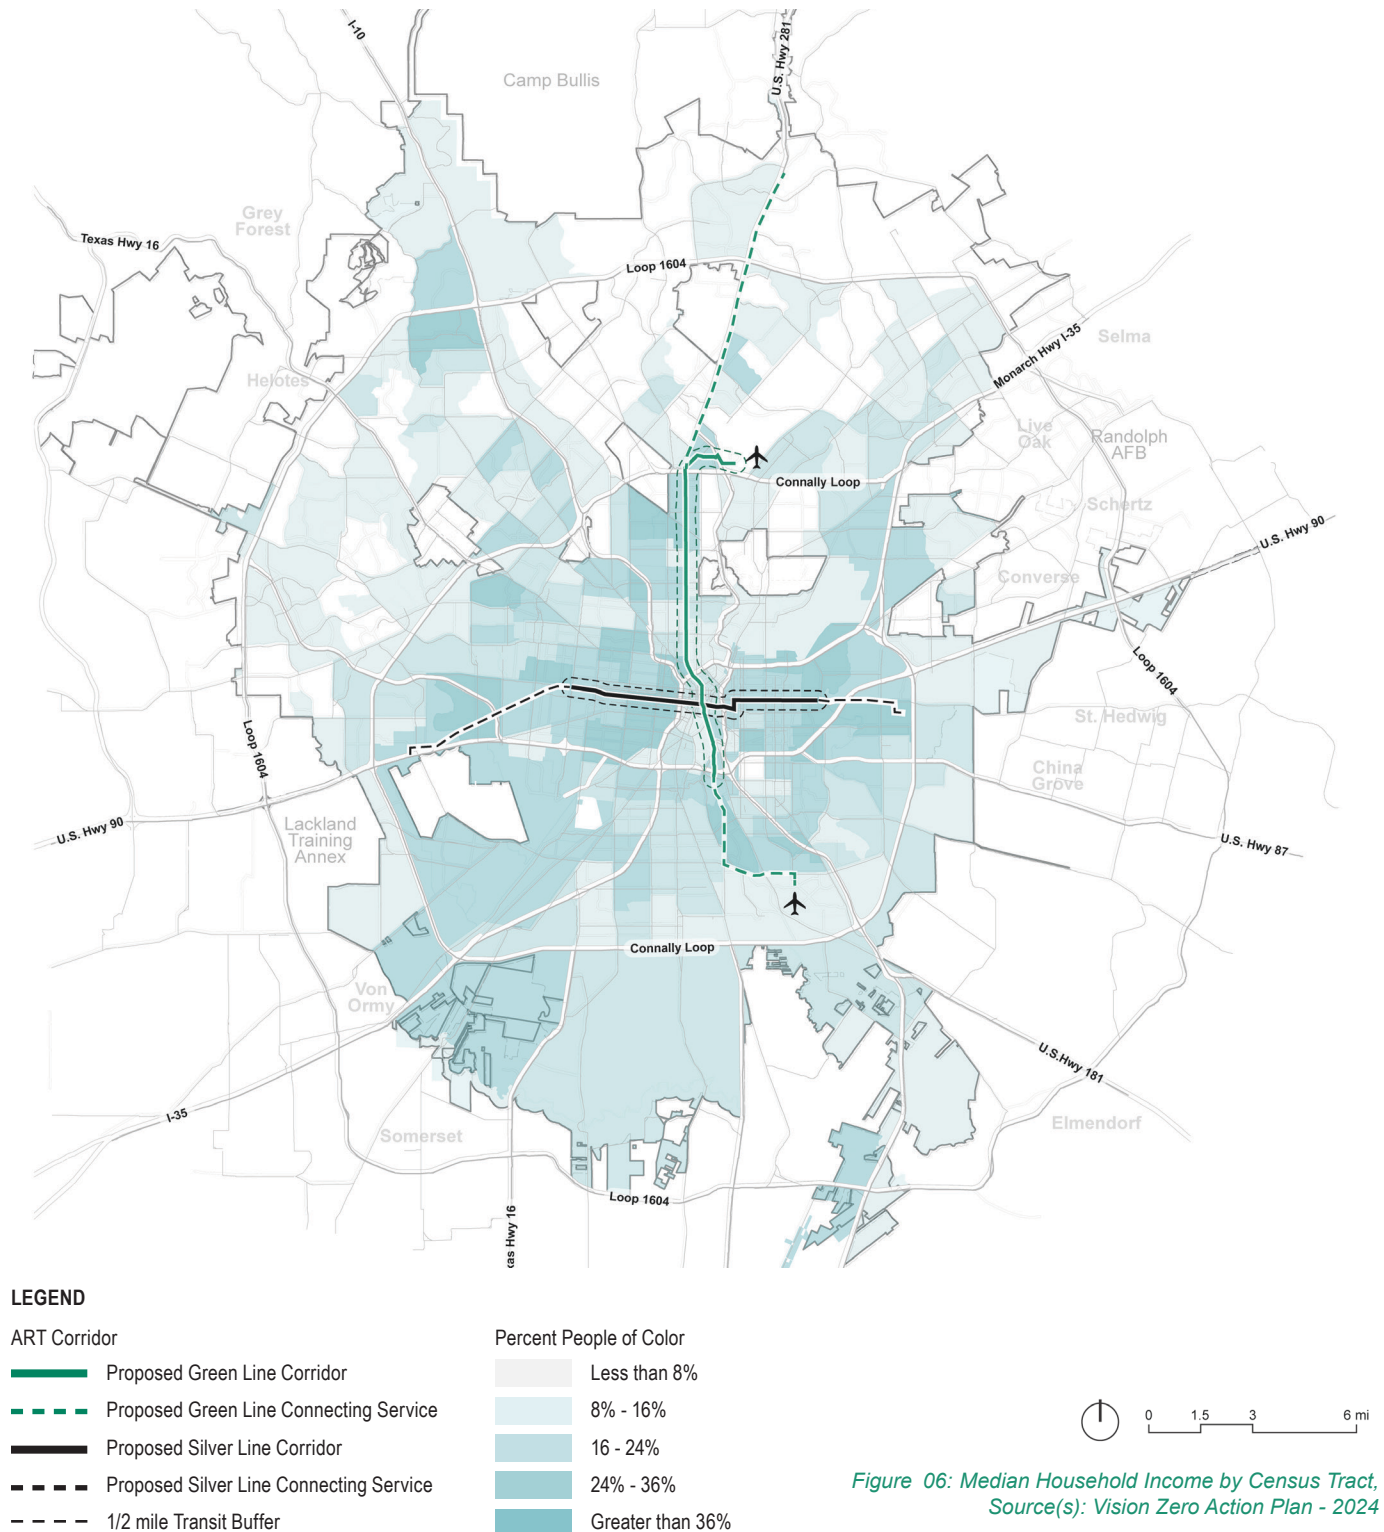 I-10
U.S. Hwy 281
Camp Bullis
Grey
Forest
Texas Hwy 16
Loop 1604
Selma
Monarch Hwy I-35
Helotes
Live
Oak
Randolph
AFB
Connally Loop
Schertz
U.S. Hwy 90
Converse
Loop 1604
St. Hedwig
Loop 1604
China
Grove
U.S. Hwy 90
Lackland
Training
Annex
U.S. Hwy 87
Connally Loop
Von
Ormy
U.S.Hwy 181
I-35
Somerset
Elmendorf
Loop 1604
xas Hwy 16
LEGEND
ART Corridor
Proposed Green Line Corridor
Proposed Green Line Connecting Service
Proposed Silver Line Corridor
Proposed Silver Line Connecting Service
1/2 mile Transit Buffer
Percent People of Color
Less than 8%
8% - 16%
16 - 24%
24% - 36%
Greater than 36%
0 1.5 3 6 mi
Figure 06: Median Household Income by Census Tract,
Source(s): Vision Zero Action Plan - 2024